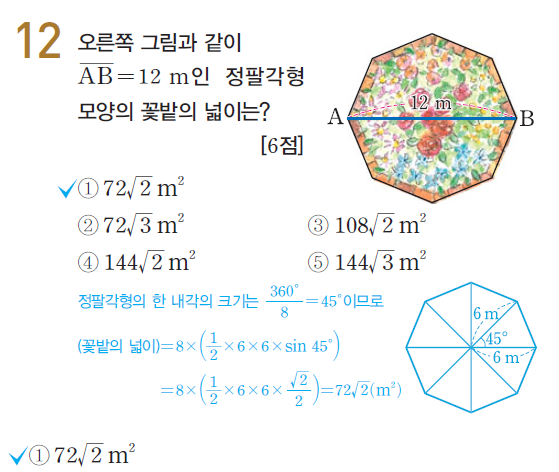 12 오른쪽 그림과 같이
$\overline{AB}$=12 m인 정팔각형
모양의 꽃밭의 넓이는?
[6점]
A 12 m B
✓① 72√2 m²
② 72√3 m² ③ 108√2 m²
④ 144√2 m² ⑤ 144√3 m²
정팔각형의 한 내각의 크기는 360°/8=45°이므로
(꽃밭의 넓이)=8×(1/2×6×6×sin 45°)
=8×(1/2×6×6×√2/2)=72√2(m²)
6 m
45°
6 m
✓① 72√2 m²